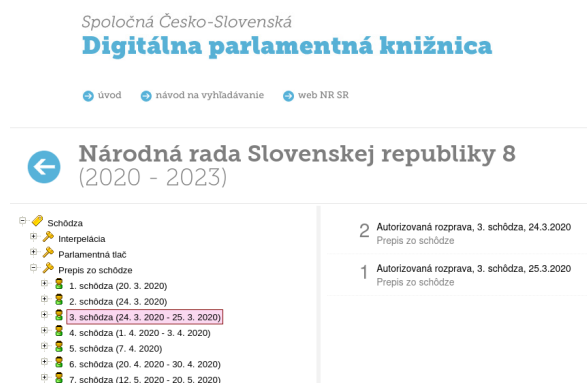 Spoločná Česko-Slovenská
Digitálna parlamentná knižnica
úvod návod na vyhľadávanie web NR SR
Národná rada Slovenskej republiky 8
(2020 - 2023)
Schôdza
Interpelácia
Parlamentná tlač
Prepis zo schôdze
1. schôdza (20. 3. 2020)
2. schôdza (24. 3. 2020)
3. schôdza (24. 3. 2020 - 25. 3. 2020)
4. schôdza (1. 4. 2020 - 3. 4. 2020)
5. schôdza (7. 4. 2020)
6. schôdza (20. 4. 2020 - 30. 4. 2020)
7. schôdza (12. 5. 2020 - 20. 5. 2020)
2 Autorizovaná rozprava, 3. schôdza, 24.3.2020
Prepis zo schôdze
1 Autorizovaná rozprava, 3. schôdza, 25.3.2020
Prepis zo schôdze